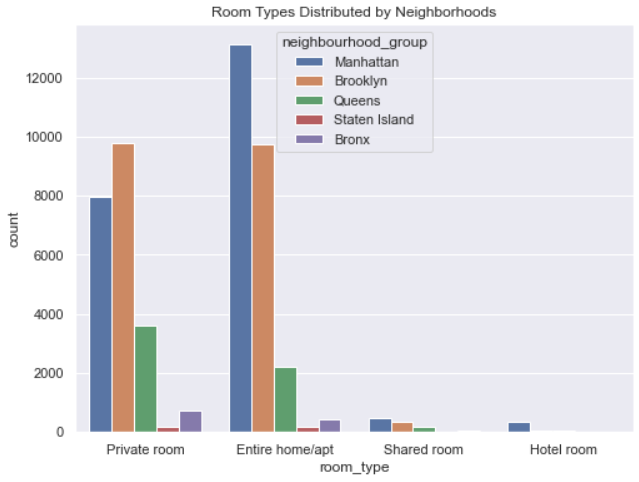 Room Types Distributed by Neighborhoods
neighbourhood_group
Manhattan
Brooklyn
Queens
Staten Island
Bronx
12000
10000
8000
6000
4000
2000
0
count
Private room
Entire home/apt
Shared room
Hotel room
room_type